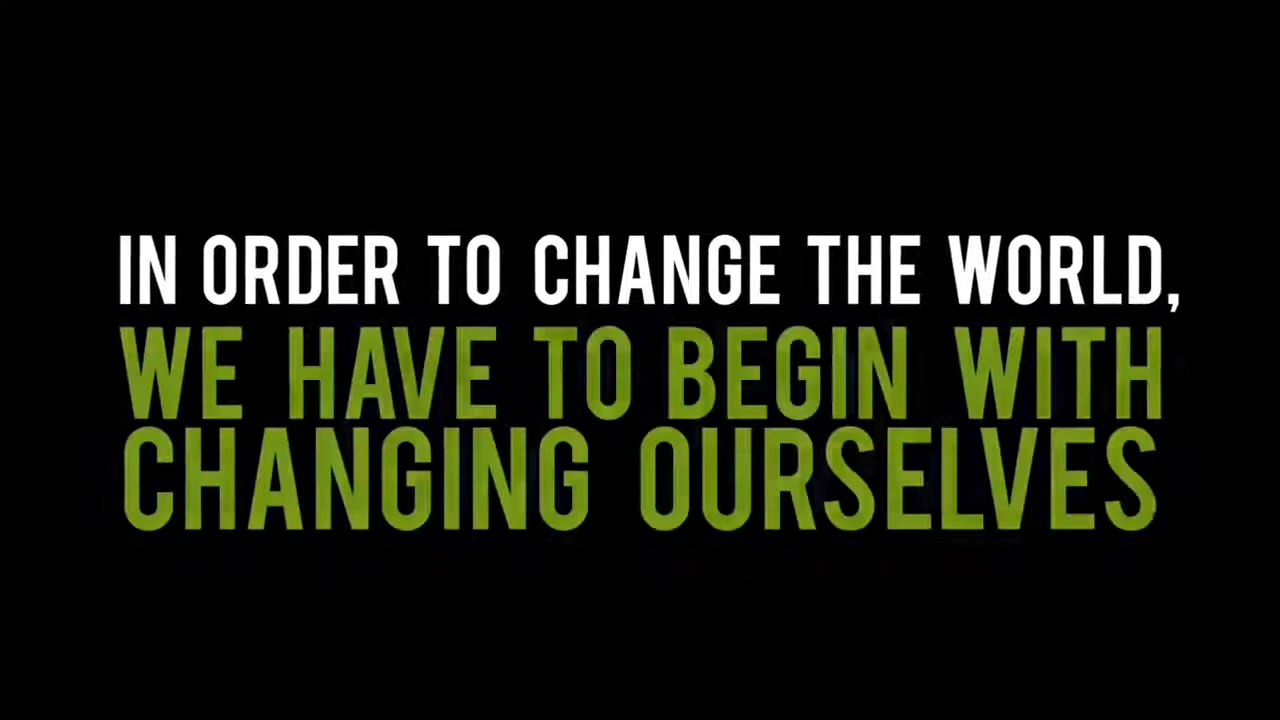 IN ORDER TO CHANGE THE WORLD,
WE HAVE TO BEGIN WITH
CHANGING OURSELVES